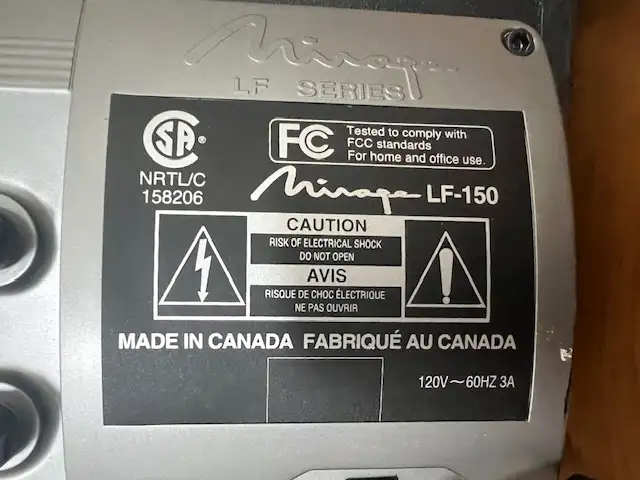 Mirage
LF SERIES
CSA ®
NRTL/C
158206
FC
Tested to comply with
FCC standards
For home and office use.
Mirage LF-150
CAUTION
RISK OF ELECTRICAL SHOCK
DO NOT OPEN
AVIS
RISQUE DE CHOC ÉLECTRIQUE
NE PAS OUVRIR
MADE IN CANADA FABRIQUÉ AU CANADA
120V~60HZ 3A